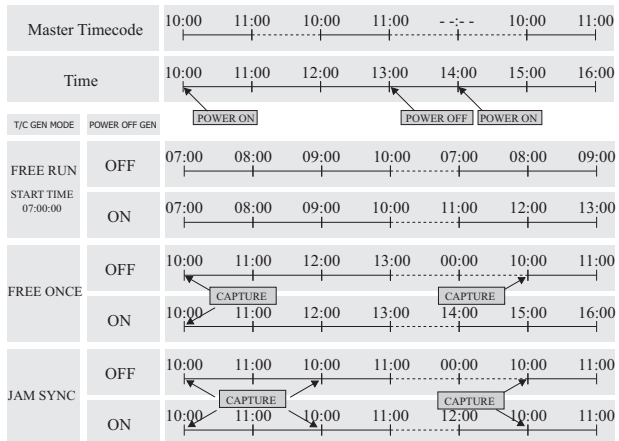 Master Timecode 10:00 11:00 10:00 11:00 - -:- - 10:00 11:00
Time 10:00 11:00 12:00 13:00 14:00 15:00 16:00
POWER ON POWER OFF POWER ON
T/C GEN MODE POWER OFF GEN
FREE RUN
START TIME
07:00:00
OFF 07:00 08:00 09:00 10:00 07:00 08:00 09:00
ON 07:00 08:00 09:00 10:00 11:00 12:00 13:00
FREE ONCE
OFF 10:00 11:00 12:00 13:00 00:00 10:00 11:00
CAPTURE CAPTURE
ON 10:00 11:00 12:00 13:00 14:00 15:00 16:00
JAM SYNC
OFF 10:00 11:00 10:00 11:00 00:00 10:00 11:00
CAPTURE CAPTURE
ON 10:00 11:00 10:00 11:00 12:00 10:00 11:00